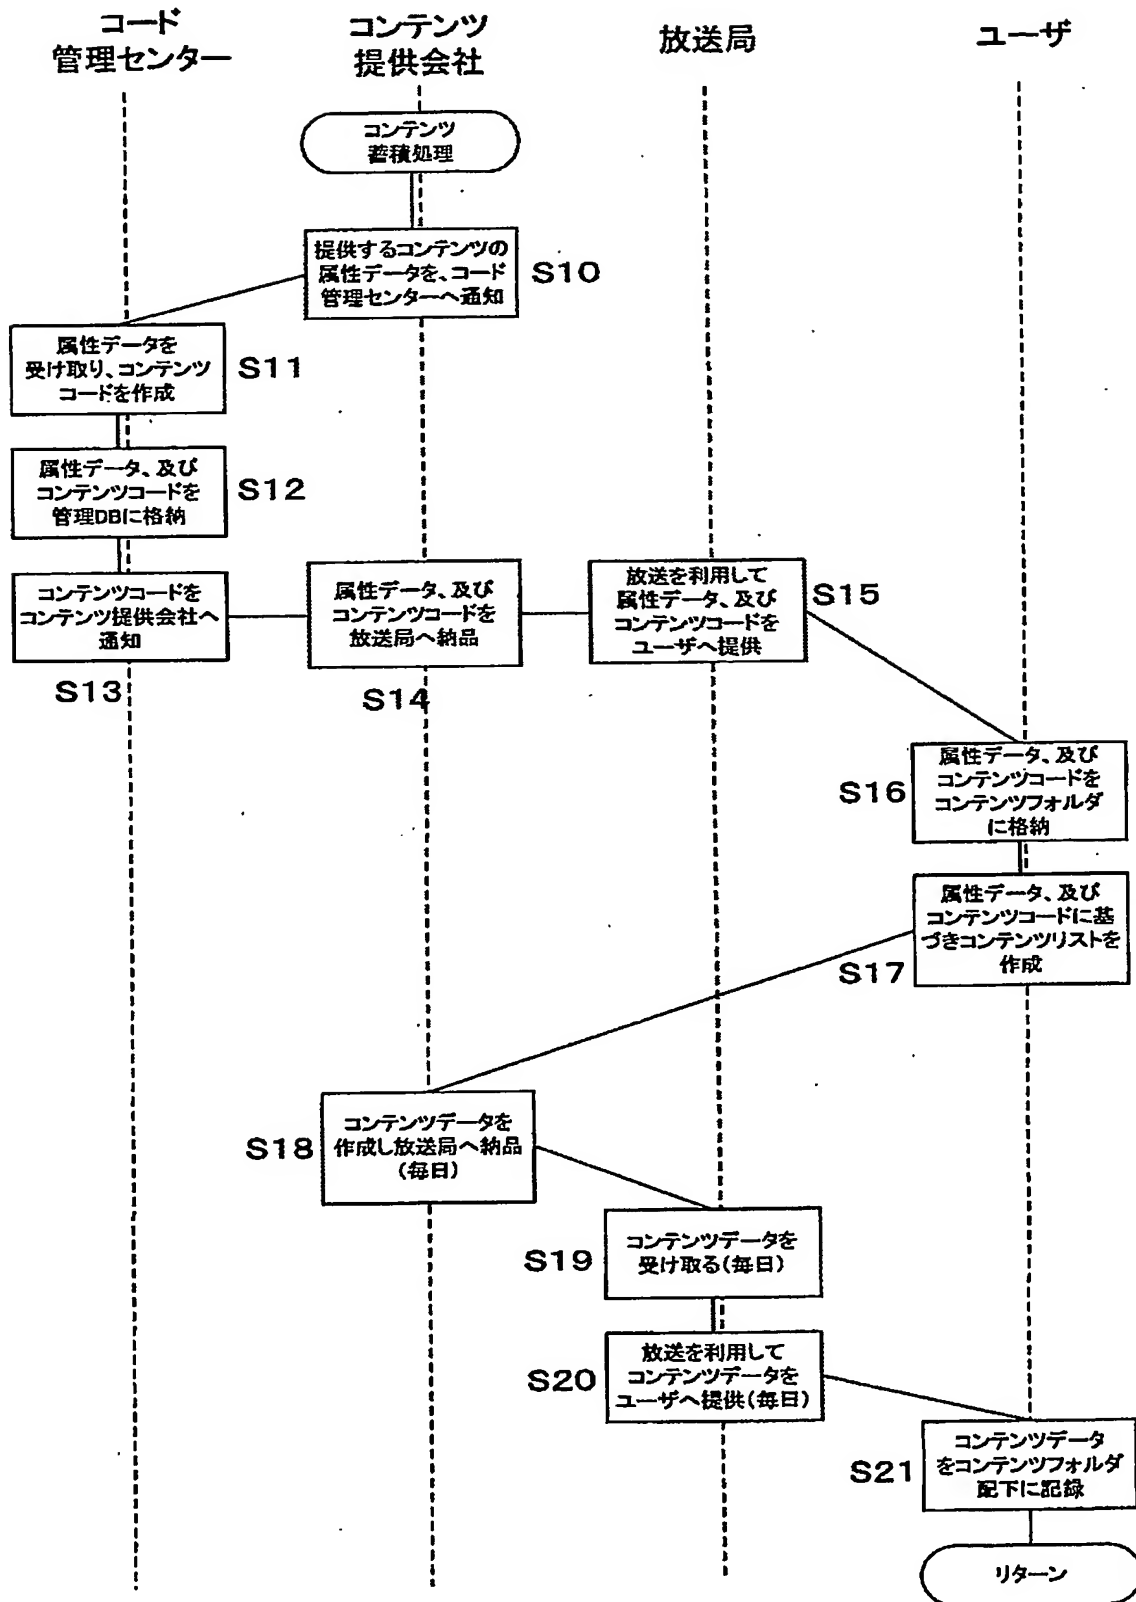 コード
管理センター
コンテンツ
提供会社
放送局
ユーザ
コンテンツ
蓄積処理
提供するコンテンツの
属性データを、コード
管理センターへ通知
S10
属性データを
受け取り、コンテンツ
コードを作成
S11
属性データ、及び
コンテンツコードを
管理DBに格納
S12
コンテンツコードを
コンテンツ提供会社へ
通知
S13
属性データ、及び
コンテンツコードを
放送局へ納品
S14
放送を利用して
属性データ、及び
コンテンツコードを
ユーザへ提供
S15
属性データ、及び
コンテンツコードを
コンテンツフォルダ
に格納
S16
属性データ、及び
コンテンツコードに基
づきコンテンツリストを
作成
S17
コンテンツデータを
作成し放送局へ納品
(毎日)
S18
コンテンツデータを
受け取る(毎日)
S19
放送を利用して
コンテンツデータを
ユーザへ提供(毎日)
S20
コンテンツデータ
をコンテンツフォルダ
配下に記録
S21
リターン